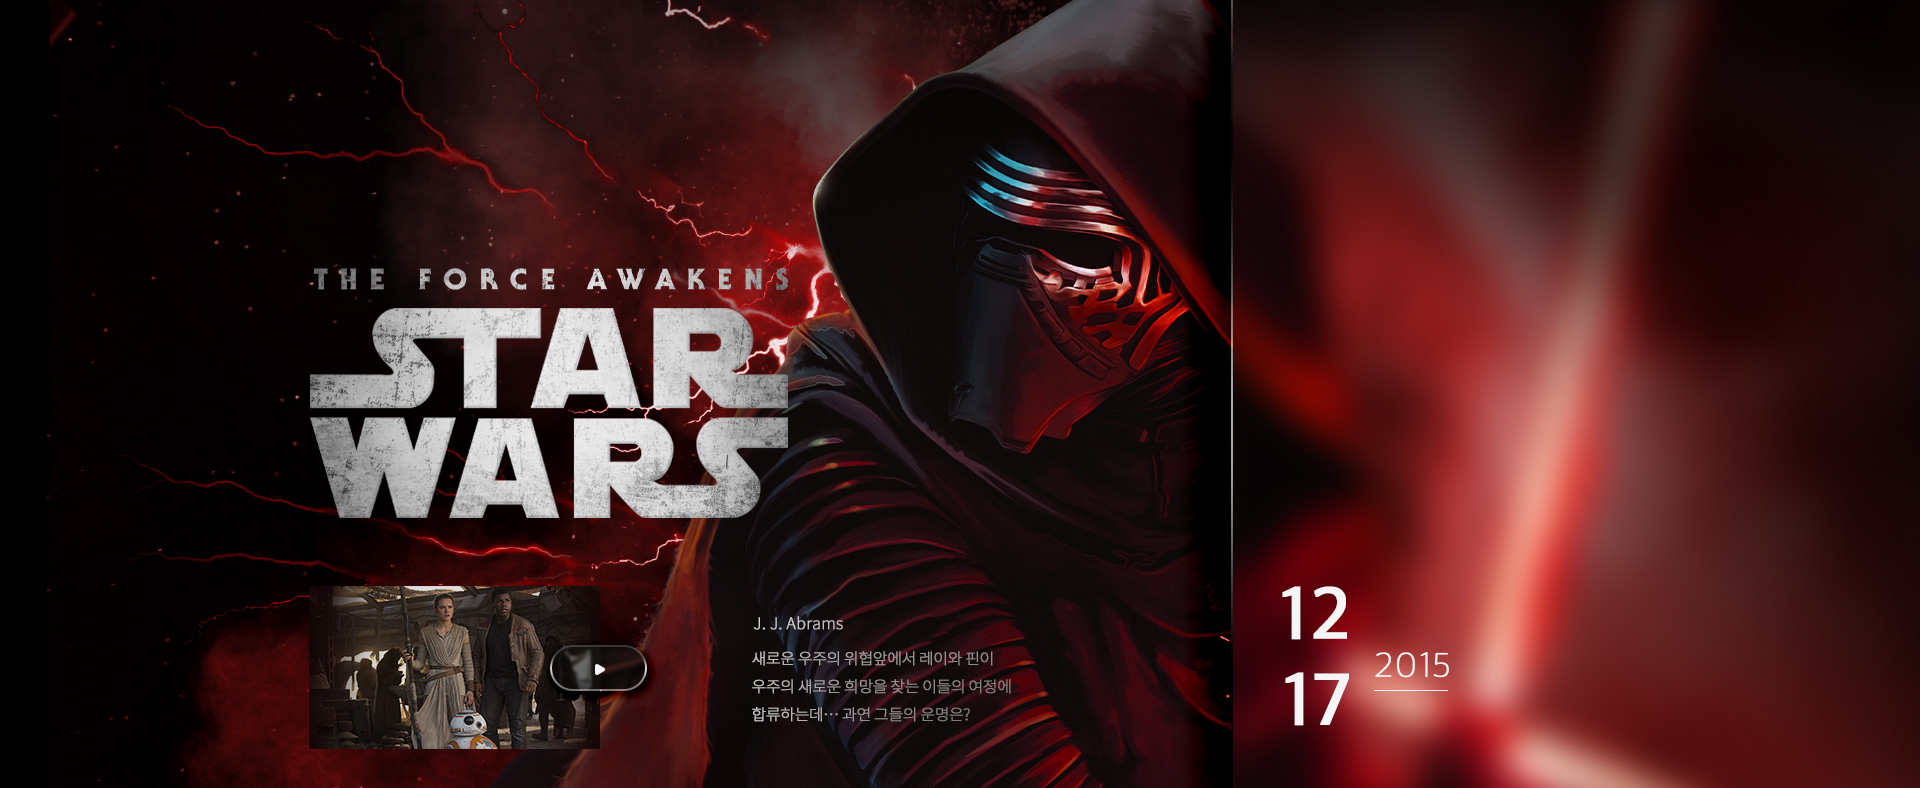 THE FORCE AWAKENS
STAR
WARS
J. J. Abrams
새로운 우주의 위협앞에서 레이와 핀이
우주의 새로운 희망을 찾는 이들의 여정에
합류하는데… 과연 그들의 운명은?
12
17
2015